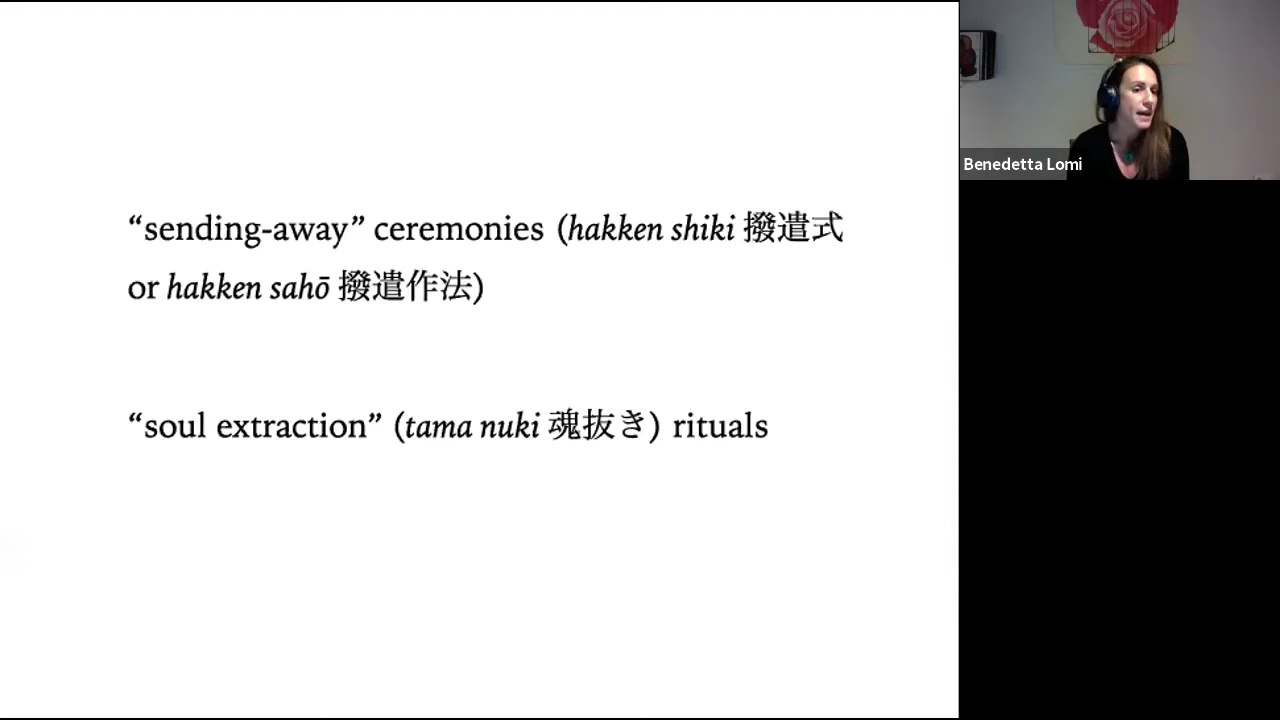 “sending-away” ceremonies (hakken shiki 撥遣式
or hakken sahō 撥遣作法)
“soul extraction” (tama nuki 魂抜き) rituals
Benedetta Lomi